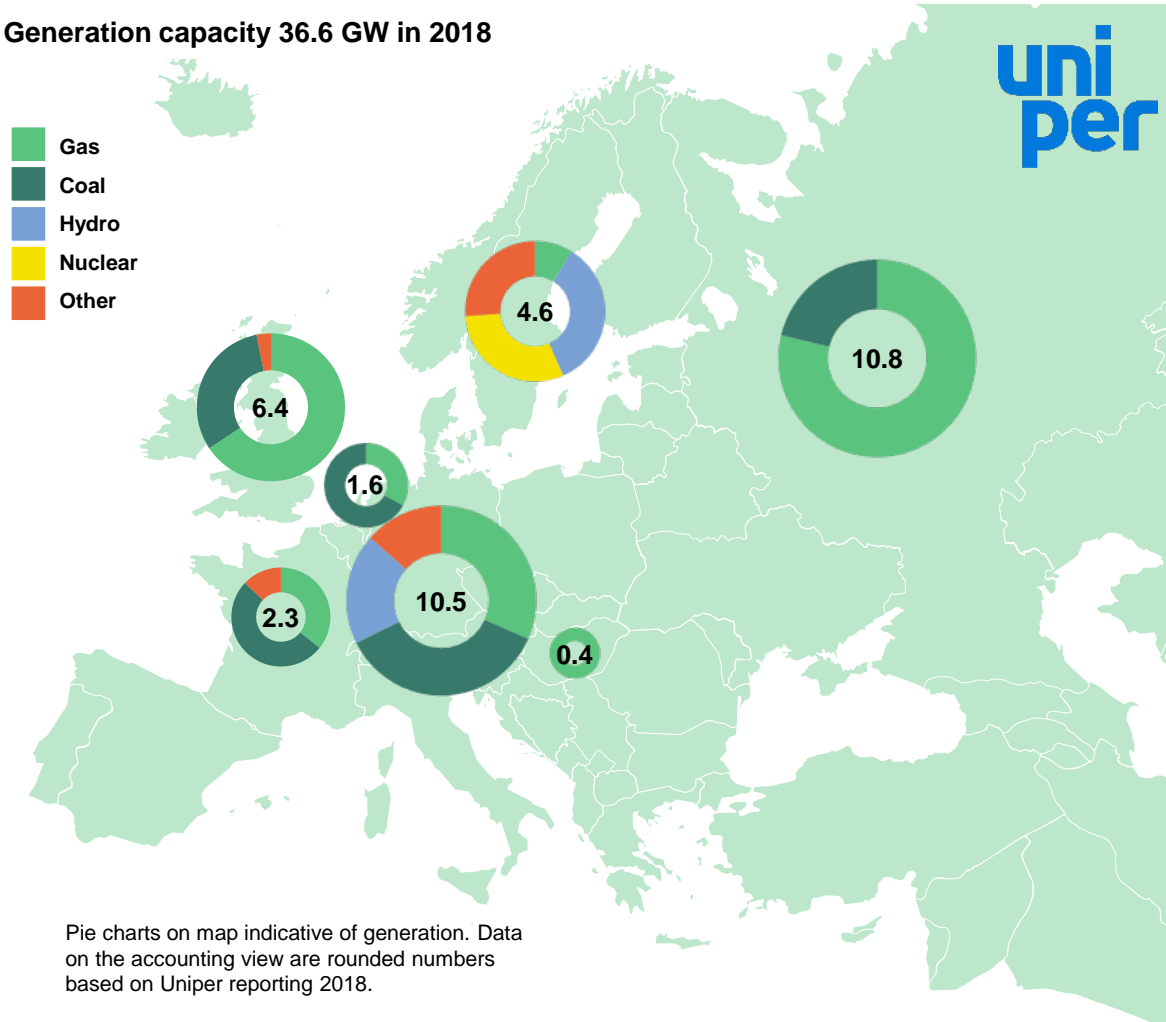 Generation capacity 36.6 GW in 2018
uni
per
Gas
Coal
Hydro
Nuclear
Other
4.6
10.8
6.4
1.6
10.5
2.3
0.4
Pie charts on map indicative of generation. Data
on the accounting view are rounded numbers
based on Uniper reporting 2018.